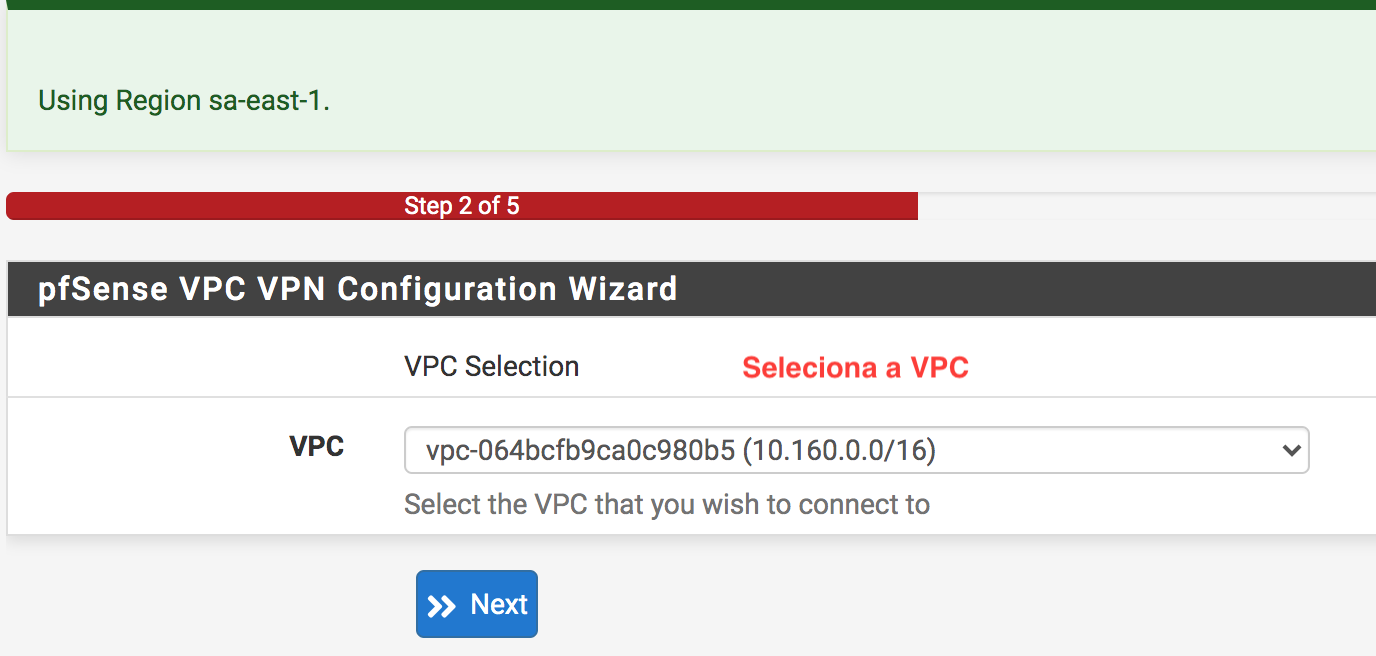 Using Region sa-east-1.
Step 2 of 5
pfSense VPC VPN Configuration Wizard
VPC Selection Seleciona a VPC
VPC vpc-064bcfb9ca0c980b5 (10.160.0.0/16)
Select the VPC that you wish to connect to
Next